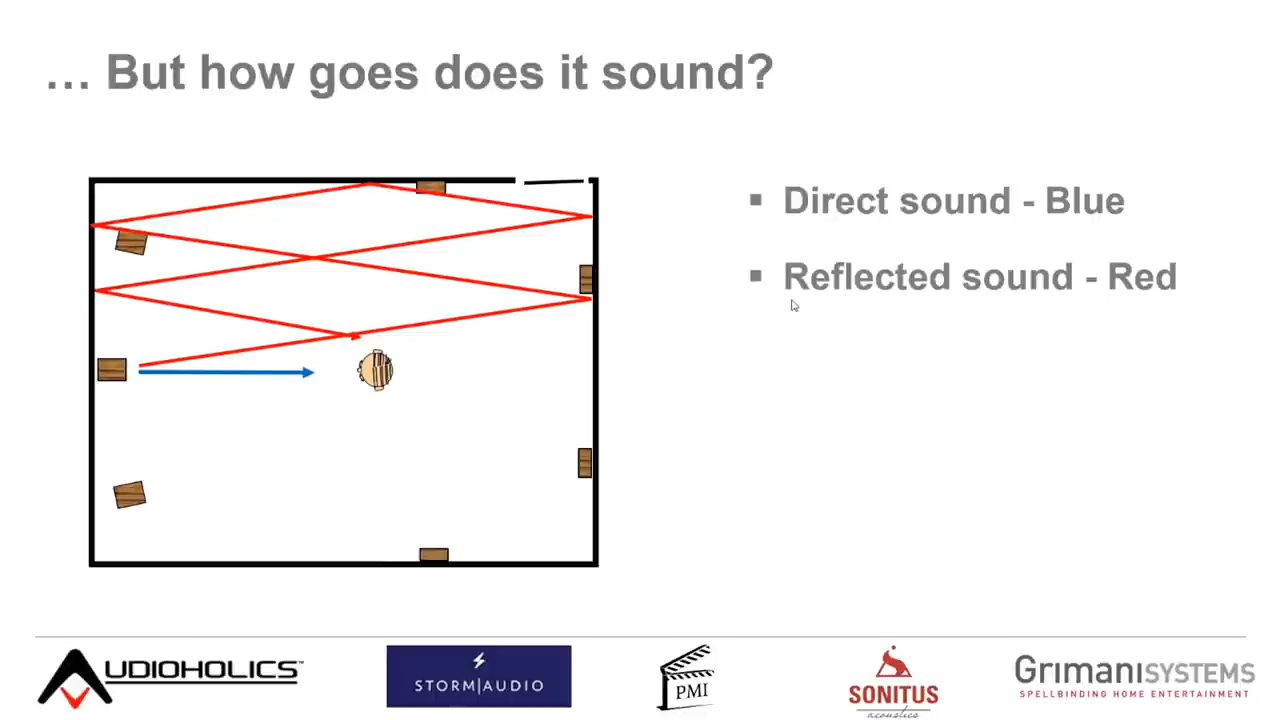 … But how goes does it sound?
Direct sound - Blue
Reflected sound - Red
AUDIOHOLICS™
STORM|AUDIO
PMI
SONITUS
acoustics
GRIMANISYSTEMS
SPELLBINDING HOME ENTERTAINMENT